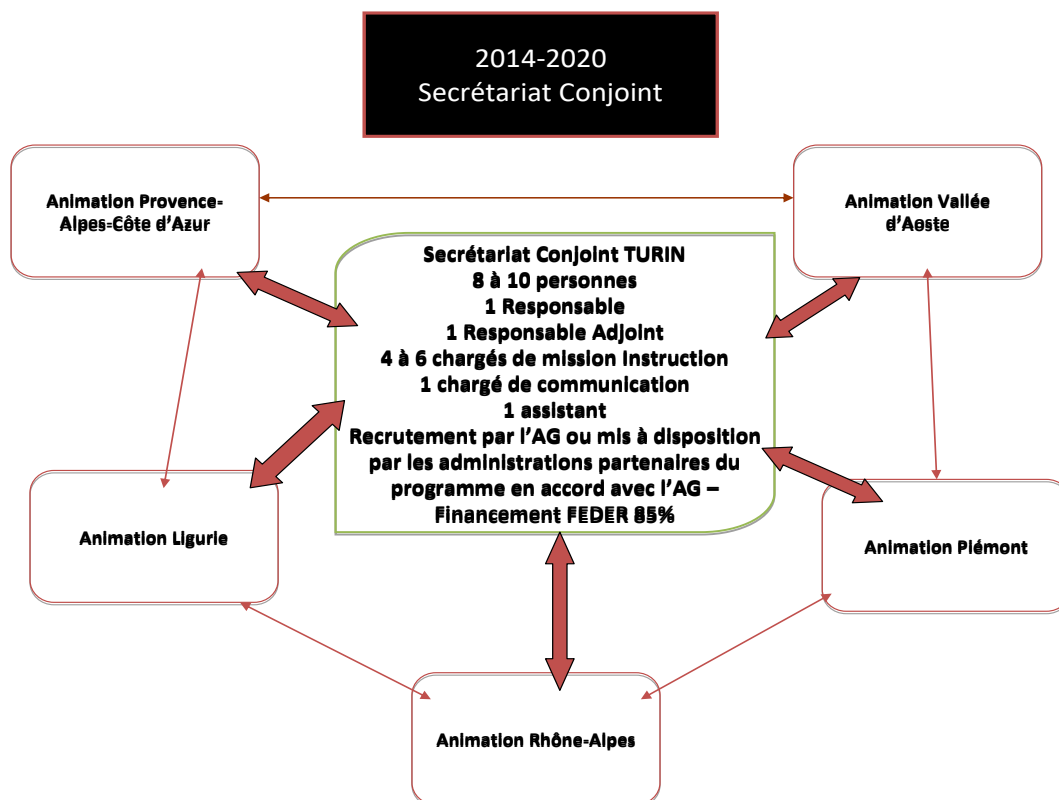 2014-2020
Secrétariat Conjoint
Animation Provence-
Alpes-Côte d’Azur
Animation Vallée
d’Aoste
Secrétariat Conjoint TURIN
8 à 10 personnes
1 Responsable
1 Responsable Adjoint
4 à 6 chargés de mission Instruction
1 chargé de communication
1 assistant
Recrutement par l’AG ou mis à disposition
par les administrations partenaires du
programme en accord avec l’AG –
Financement FEDER 85%
Animation Ligurie
Animation Piémont
Animation Rhône-Alpes